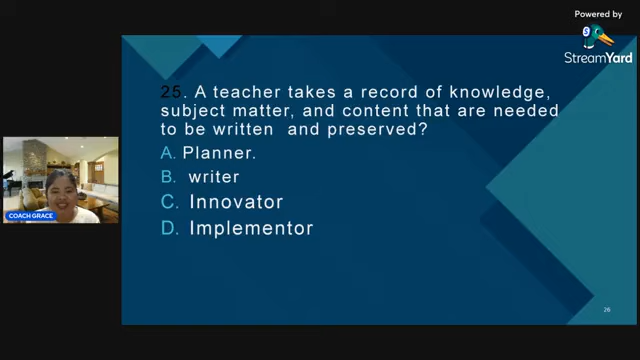 Powered by
StreamYard
25. A teacher takes a record of knowledge,
subject matter, and content that are needed
to be written and preserved?
A. Planner.
B. writer
C. Innovator
D. Implementor
COACH GRACE
26